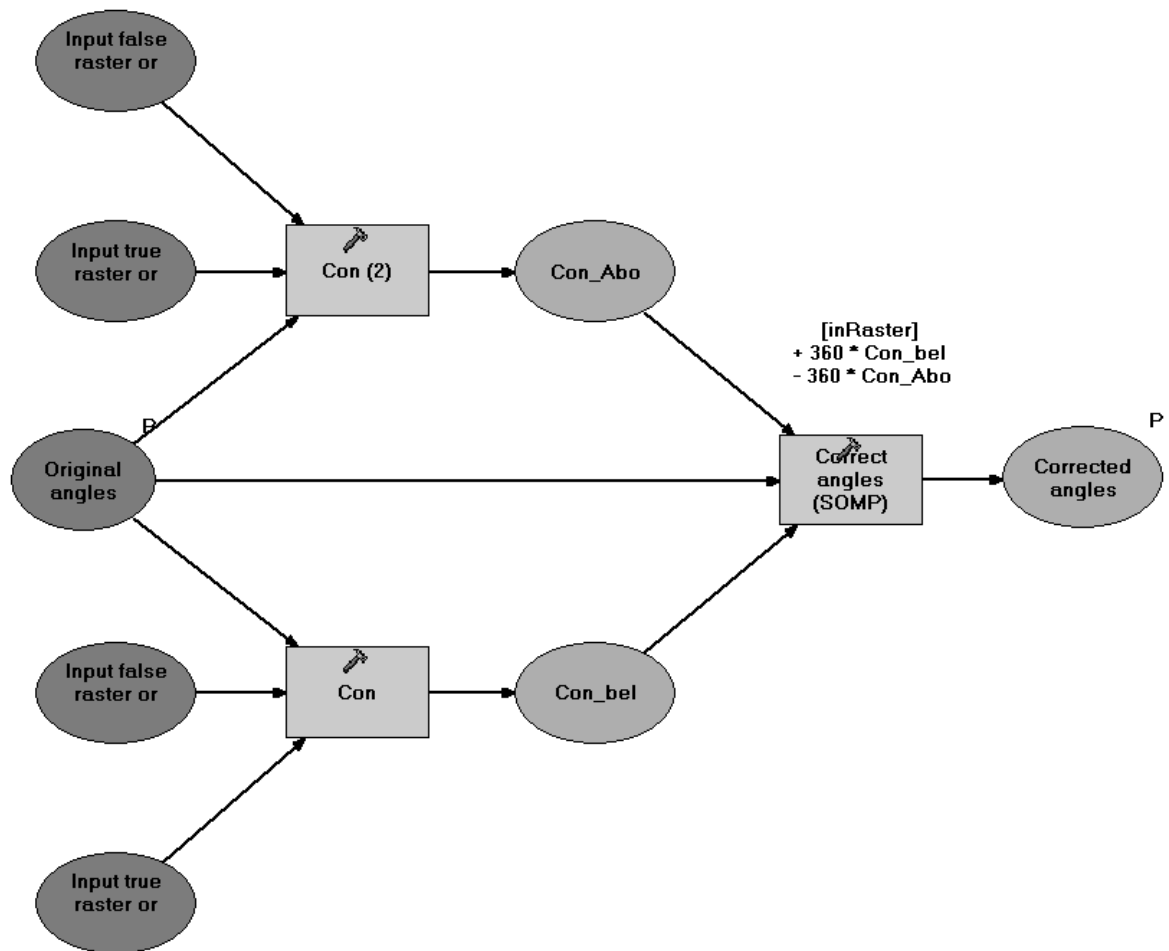 Input false
raster or
Input true
raster or
Con (2)
Con_Abo
[inRaster]
+ 360 * Con_bel
- 360 * Con_Abo
P
P
Original
angles
Correct
angles
(SOMP)
Corrected
angles
Input false
raster or
Con
Con_bel
Input true
raster or